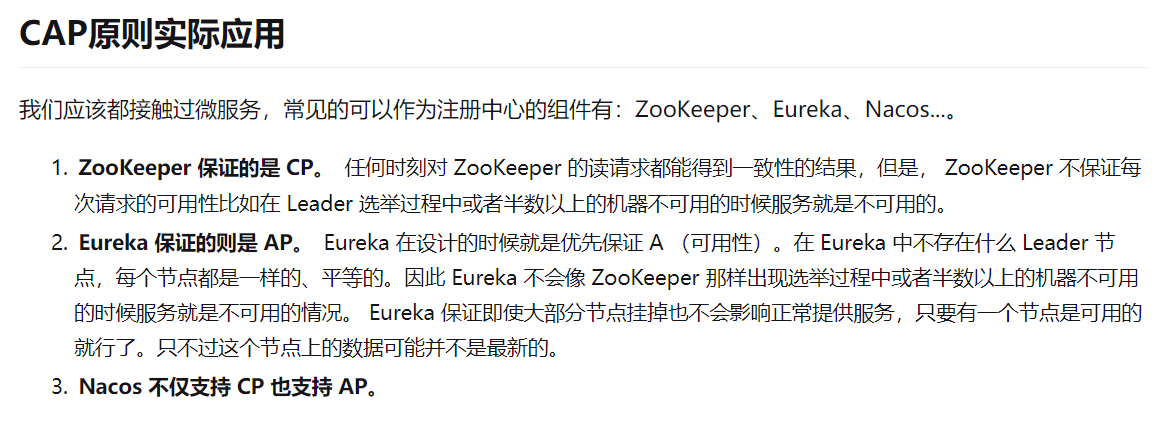 CAP原则实际应用
我们应该都接触过微服务，常见的可以作为注册中心的组件有：ZooKeeper、Eureka、Nacos...。
1. ZooKeeper 保证的是 CP。 任何时刻对 ZooKeeper 的读请求都能得到一致性的结果，但是， ZooKeeper 不保证每
次请求的可用性比如在 Leader 选举过程中或者半数以上的机器不可用的时候服务就是不可用的。
2. Eureka 保证的则是 AP。 Eureka 在设计的时候就是优先保证 A （可用性）。在 Eureka 中不存在什么 Leader 节
点，每个节点都是一样的、平等的。因此 Eureka 不会像 ZooKeeper 那样出现选举过程中或者半数以上的机器不可用
的时候服务就是不可用的情况。 Eureka 保证即使大部分节点挂掉也不会影响正常提供服务，只要有一个节点是可用的
就行了。只不过这个节点上的数据可能并不是最新的。
3. Nacos 不仅支持 CP 也支持 AP。